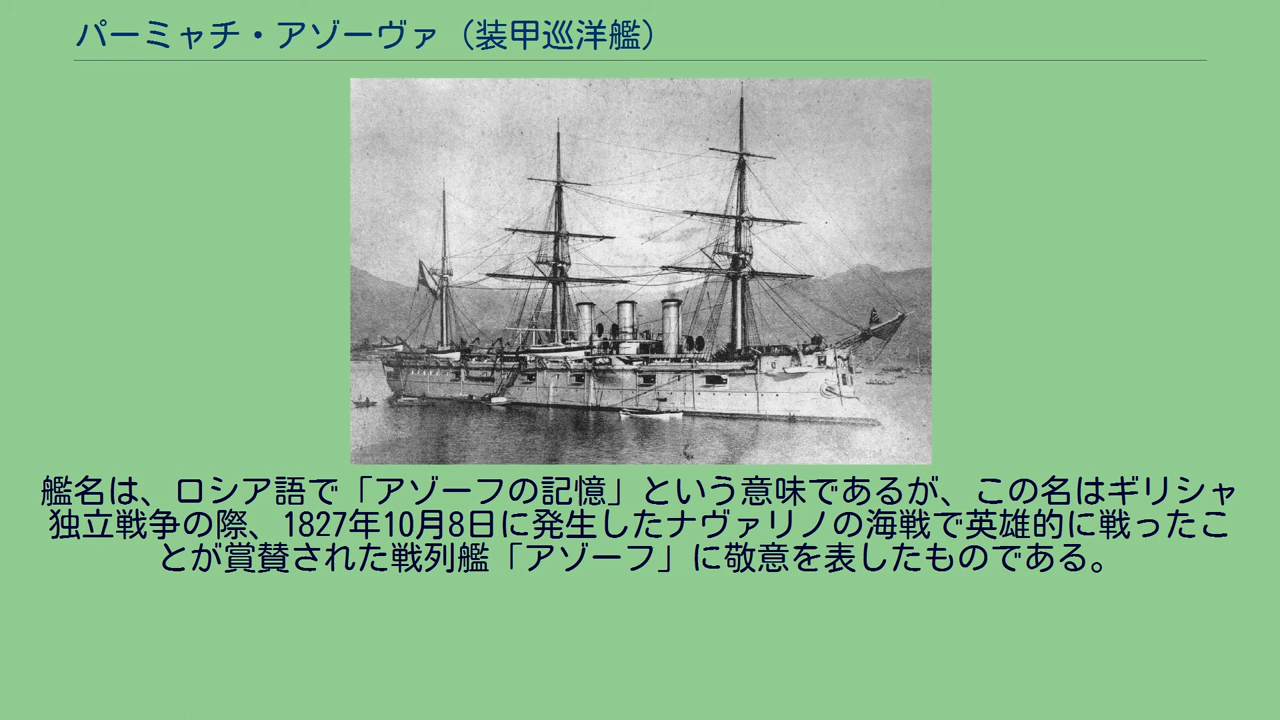 パーミャチ・アゾーヴァ（装甲巡洋艦）
艦名は、ロシア語で「アゾーフの記憶」という意味であるが、この名はギリシャ
独立戦争の際、1827年10月8日に発生したナヴァリノの海戦で英雄的に戦ったこ
とが賞賛された戦列艦「アゾーフ」に敬意を表したものである。